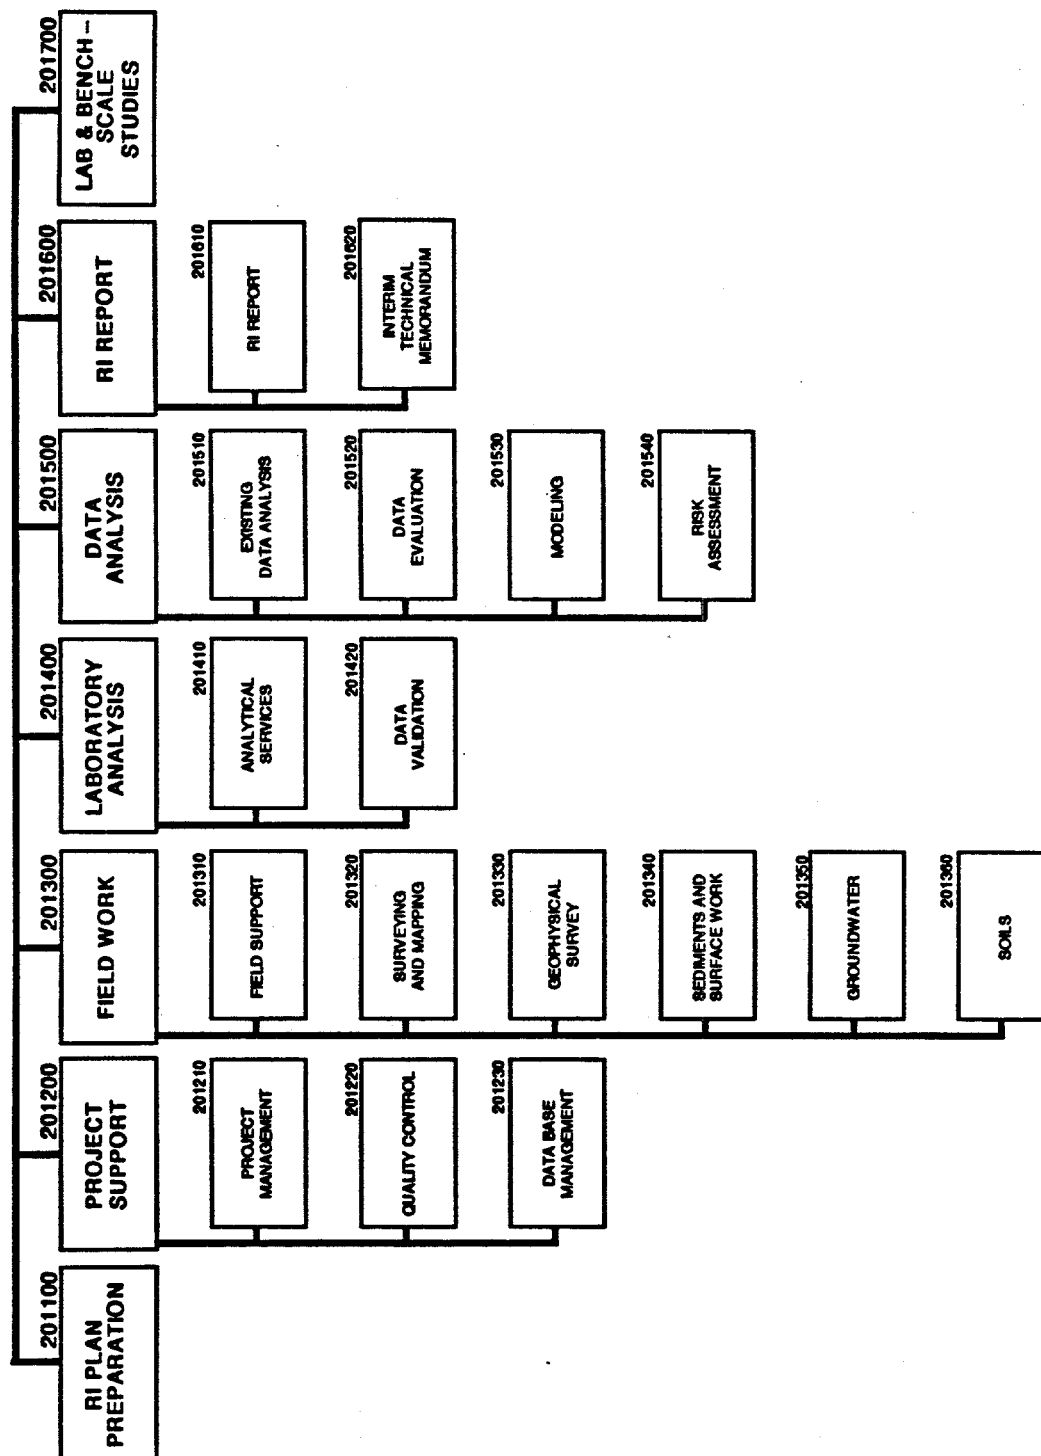 201100
RI PLAN
PREPARATION
201200
PROJECT
SUPPORT
201210
PROJECT
MANAGEMENT
201220
QUALITY CONTROL
201230
DATA BASE
MANAGEMENT
201300
FIELD WORK
201310
FIELD SUPPORT
201320
SURVEYING
AND MAPPING
201330
GEOPHYSICAL
SURVEY
201340
SEDIMENTS AND
SURFACE WORK
201350
GROUNDWATER
201360
SOILS
201400
LABORATORY
ANALYSIS
201410
ANALYTICAL
SERVICES
201420
DATA
VALIDATION
201500
DATA
ANALYSIS
201510
EXISTING
DATA ANALYSIS
201520
DATA
EVALUATION
201530
MODELING
201540
RISK
ASSESSMENT
201600
RI REPORT
201610
RI REPORT
201620
INTERIM
TECHNICAL
MEMORANDUM
201700
LAB & BENCH –
SCALE
STUDIES